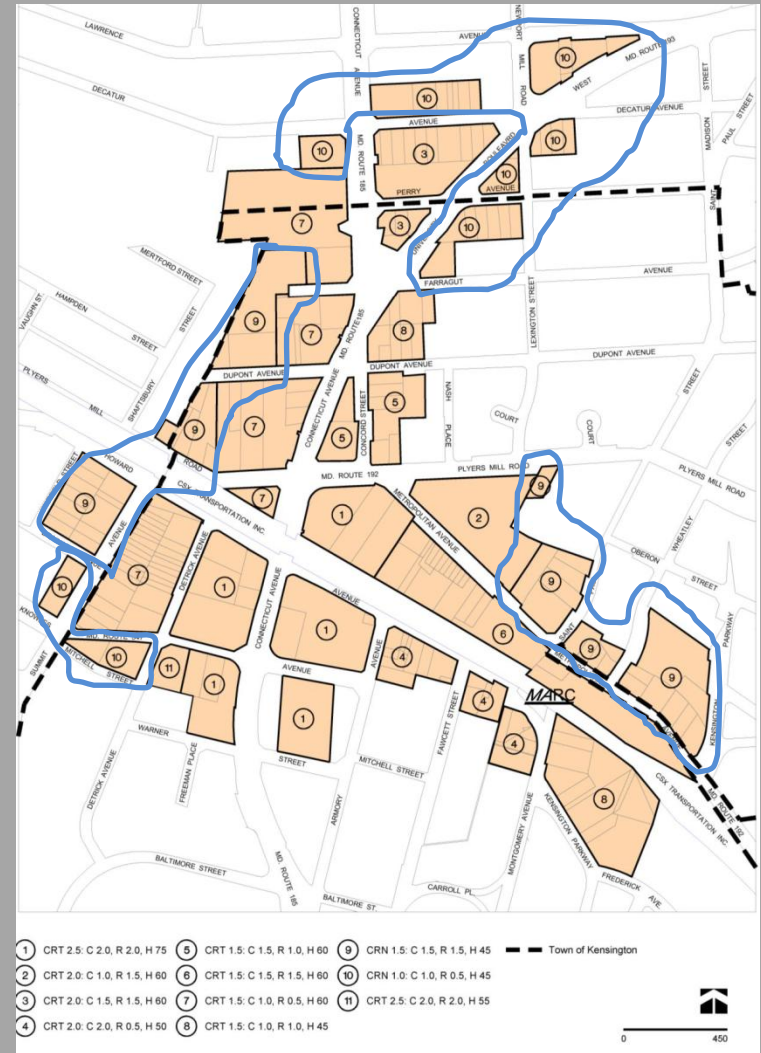 LAWRENCE
AVENUE
CONNECTICUT
AVENUE
NEWPORT
MILL
ROAD
WEST
MD. ROUTE 193
10
DECATUR
10
AVENUE
DECATUR AVENUE
MADISON
STREET
PAUL STREET
SAINT
10
MD. ROUTE 185
3
BOULEVARD
10
10
PERRY
AVENUE
7
3
10
FARRAGUT
AVENUE
MERTFORD STREET
HAMPDEN
STREET
VAUGHN ST.
STREET
SHAFTSBURY
PLYERS
MILL
ROAD
9
7
MD. ROUTE185
8
LEXINGTON STREET
DUPONT AVENUE
DUPONT AVENUE
DUPONT AVENUE
STREET
STREET
9
7
CONNECTICUT AVENUE
5
CONCORD STREET
5
NASH
PLACE
COURT
COURT
MD. ROUTE 192
PLYERS MILL ROAD
PLYERS MILL ROAD
HOWARD
AVENUE
CSX TRANSPORTATION INC.
7
9
7
1
METROPOLITAN AVENUE
2
9
9
OBERON
STREET
WHEATLEY
DETRICK AVENUE
1
CONNECTICUT AVENUE
1
AVENUE
6
SAINT
9
9
PARKWAY
KENSINGTON
10
SUMMIT
MITCHELL
STREET
10
11
1
AVENUE
AVENUE
4
4
4
MARC
1
WARNER
STREET
FREEMAN PLACE
DETRICK AVENUE
MITCHELL STREET
FAWCETT STREET
ARMORY
MONTGOMERY AVENUE
KENSINGTON PARKWAY
8
CSX TRANSPORTATION INC.
MD. ROUTE 192
FREDERICK
AVE.
BALTIMORE STREET
MD. ROUTE 185
BALTIMORE ST.
CARROLL PL.
1 CRT 2.5: C 2.0, R 2.0, H 75
2 CRT 2.0: C 1.0, R 1.5, H 60
3 CRT 2.0: C 1.5, R 1.5, H 60
4 CRT 2.0: C 2.0, R 0.5, H 50
5 CRT 1.5: C 1.5, R 1.0, H 60
6 CRT 1.5: C 1.5, R 1.5, H 60
7 CRT 1.5: C 1.0, R 0.5, H 60
8 CRT 1.5: C 1.0, R 1.0, H 45
9 CRN 1.5: C 1.5, R 1.5, H 45
10 CRN 1.0: C 1.0, R 0.5, H 45
11 CRT 2.5: C 2.0, R 2.0, H 55
Town of Kensington
0
450